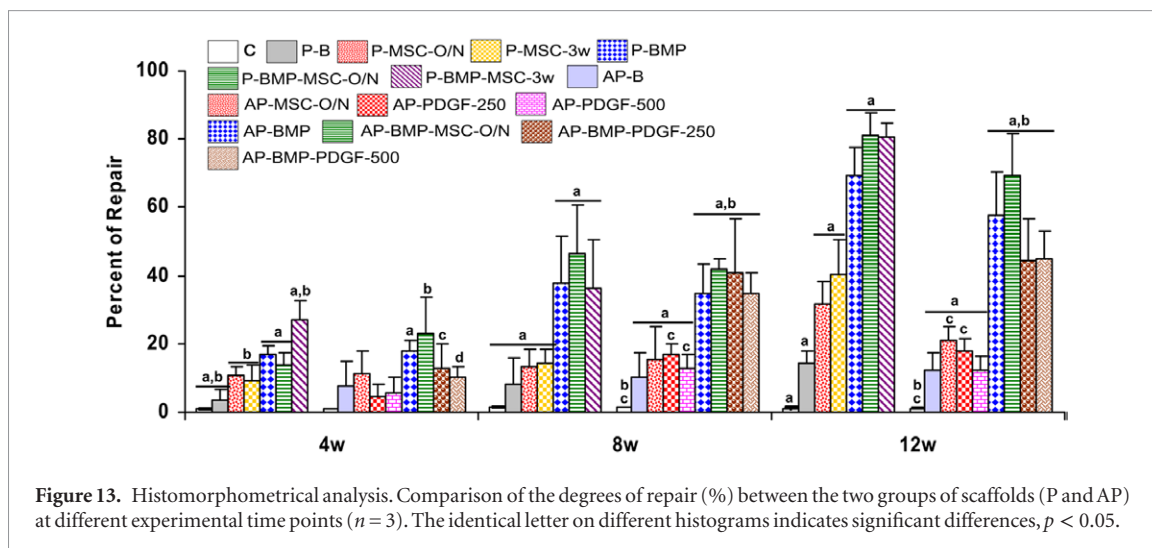 C P-B P-MSC-O/N P-MSC-3w P-BMP
P-BMP-MSC-O/N P-BMP-MSC-3w AP-B
AP-MSC-O/N AP-PDGF-250 AP-PDGF-500
AP-BMP AP-BMP-MSC-O/N AP-BMP-PDGF-250
AP-BMP-PDGF-500
Percent of Repair
100
80
60
40
20
0
a,b b a a,b a b c d
a a b c a c c a,b
a a a a b c a c c a,b
4w 8w 12w
Figure 13. Histomorphometrical analysis. Comparison of the degrees of repair (%) between the two groups of scaffolds (P and AP)
at different experimental time points (n = 3). The identical letter on different histograms indicates significant differences, p < 0.05.